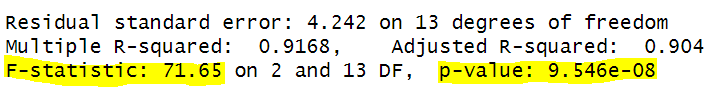 Residual standard error: 4.242 on 13 degrees of freedom
Multiple R-squared:  0.9168,    Adjusted R-squared:  0.904
F-statistic: 71.65 on 2 and 13 DF,  p-value: 9.546e-08